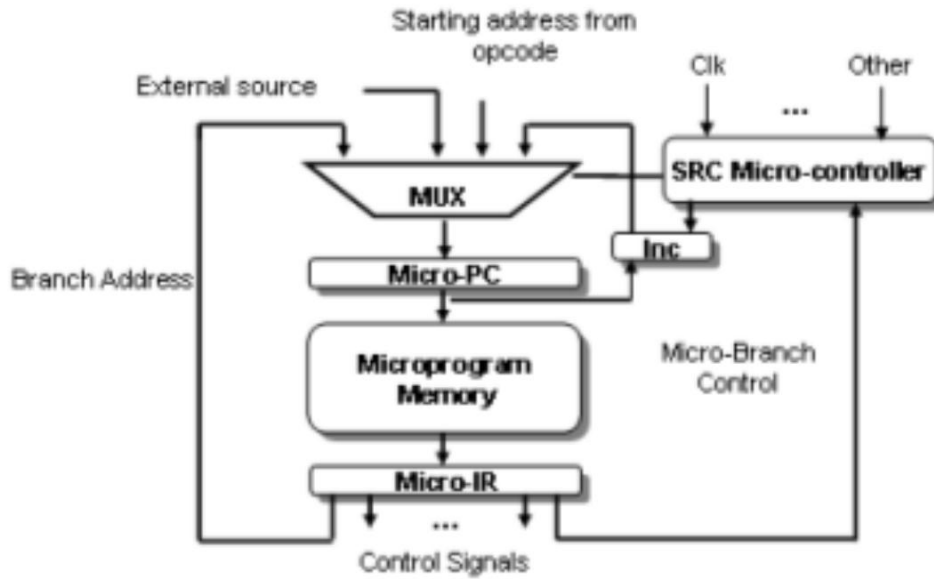 Starting address from
opcode
External source
Clk
Other
...
MUX
SRC Micro-controller
Inc
Micro-PC
Branch Address
Microprogram
Memory
Micro-Branch
Control
Micro-IR
...
Control Signals